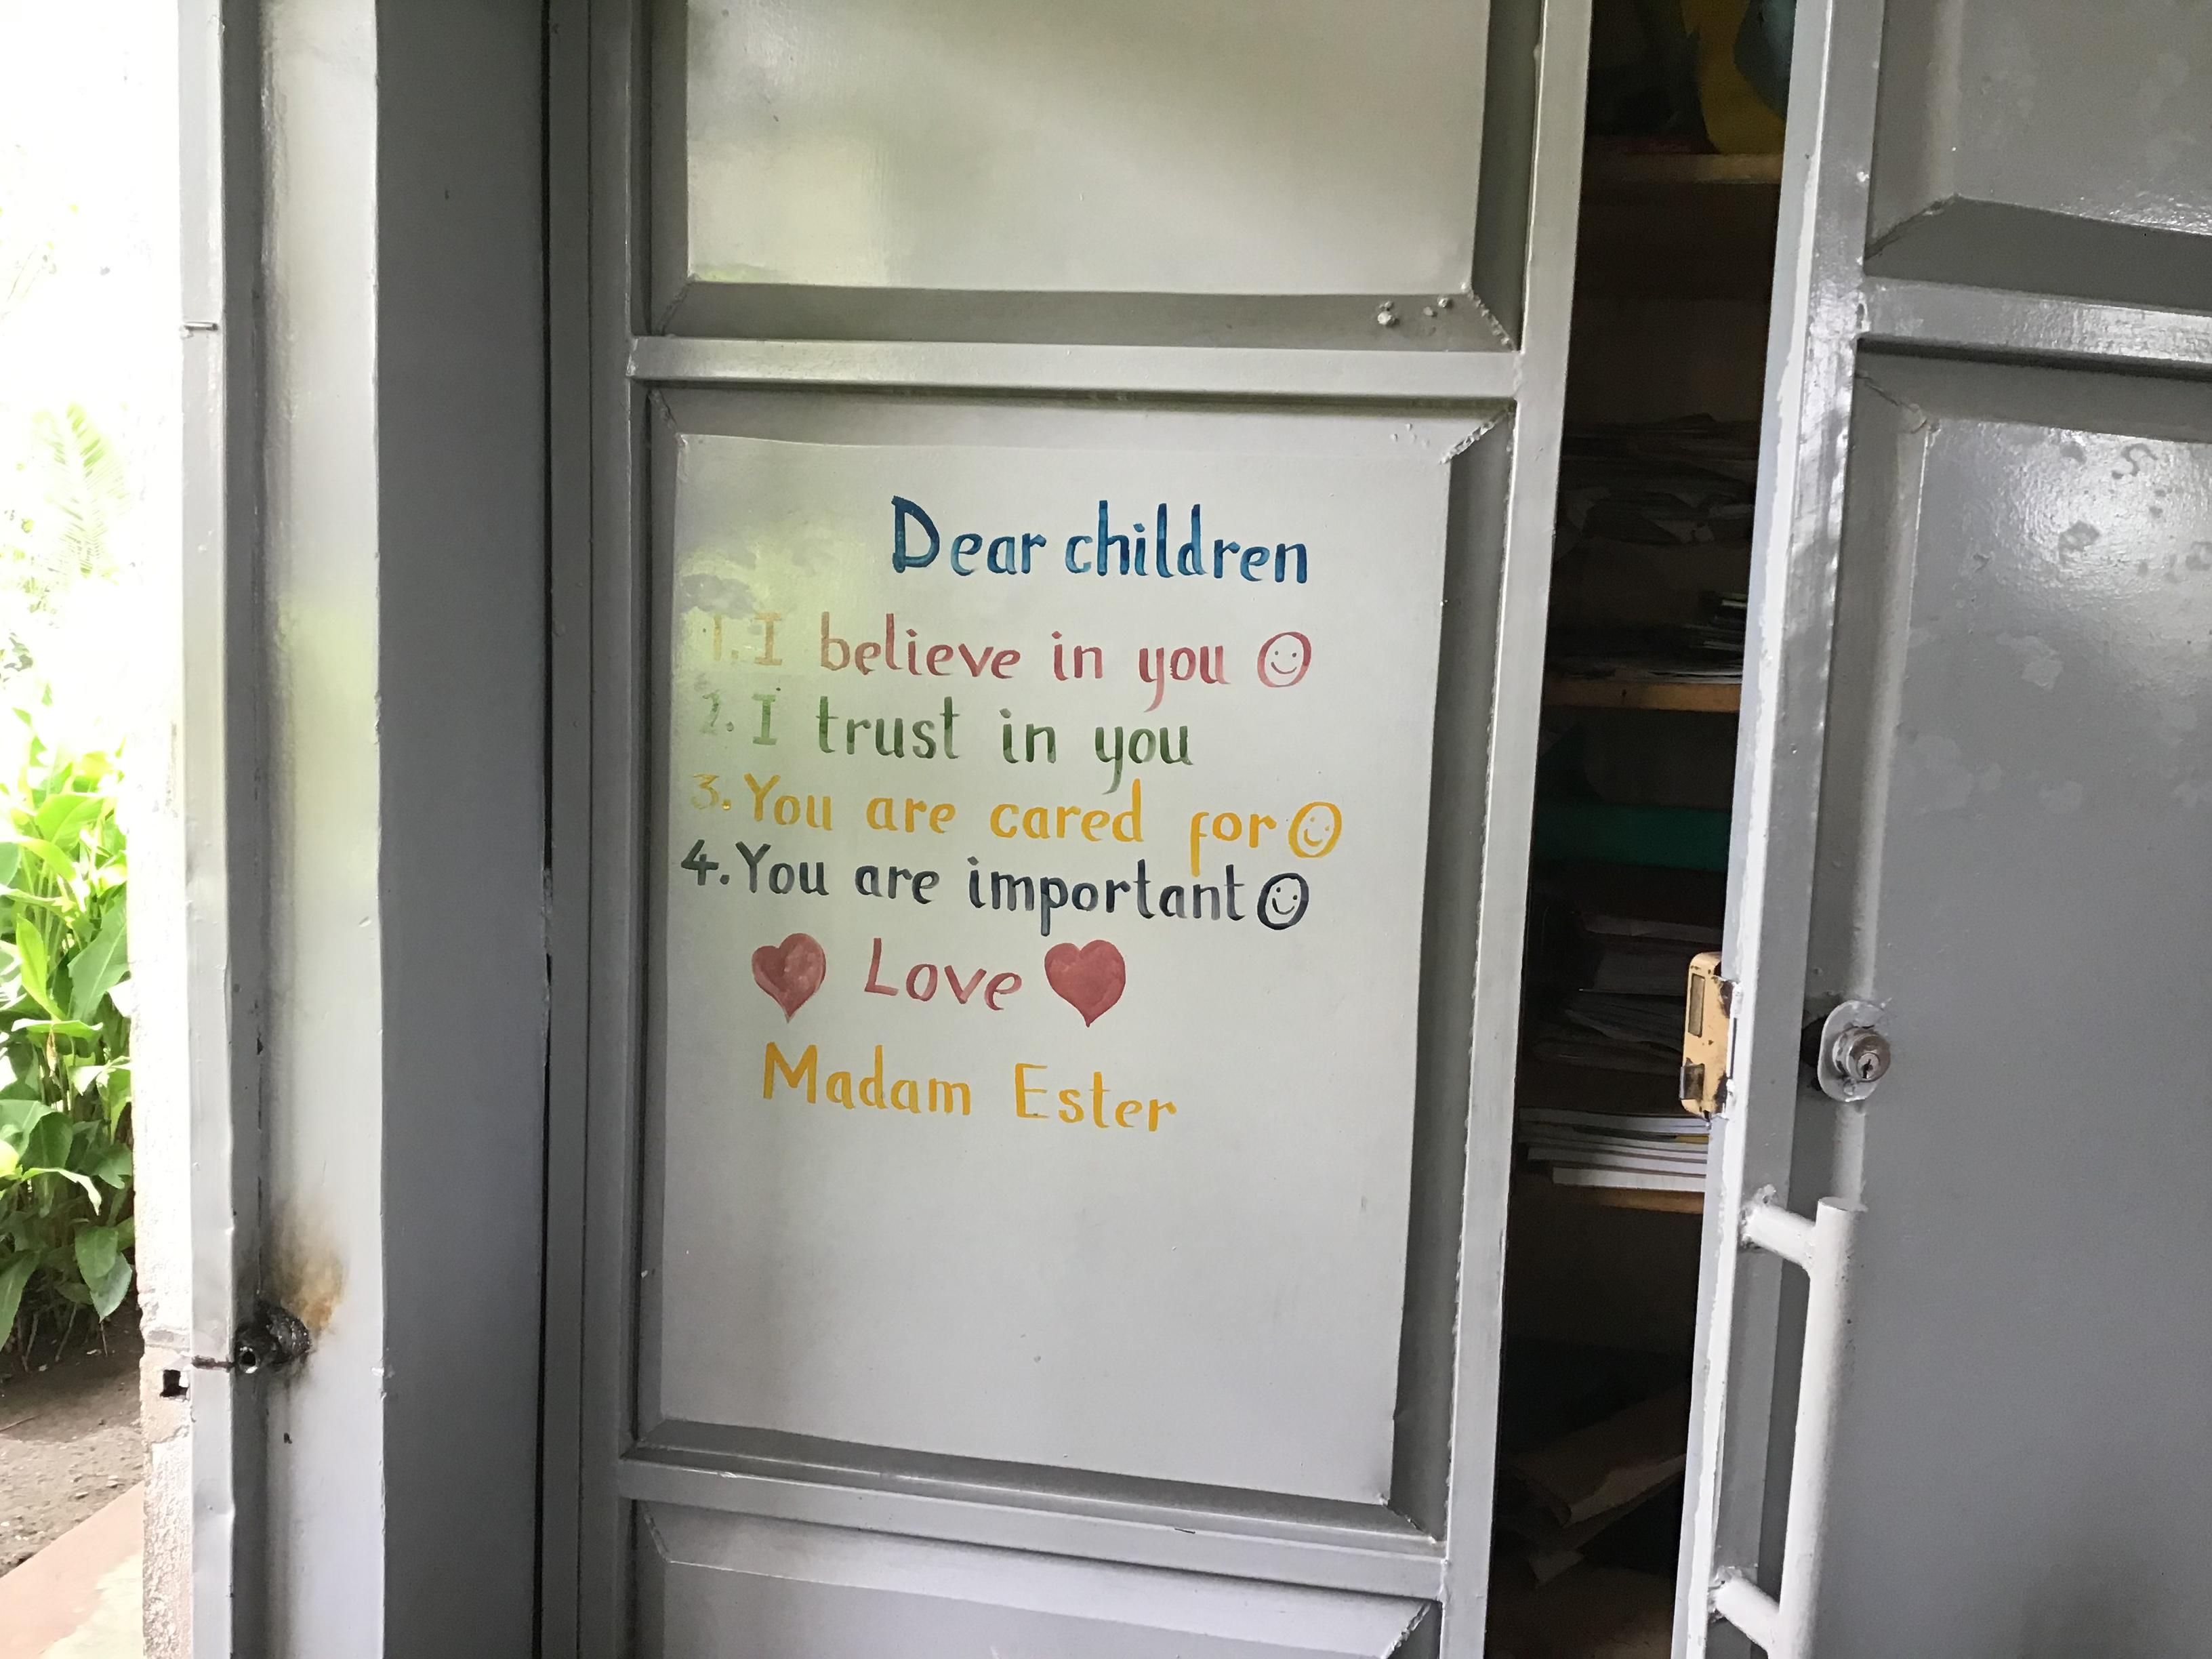 Dear children
1. I believe in you
2. I trust in you
3. You are cared for
4. You are important
Love
Madam Ester